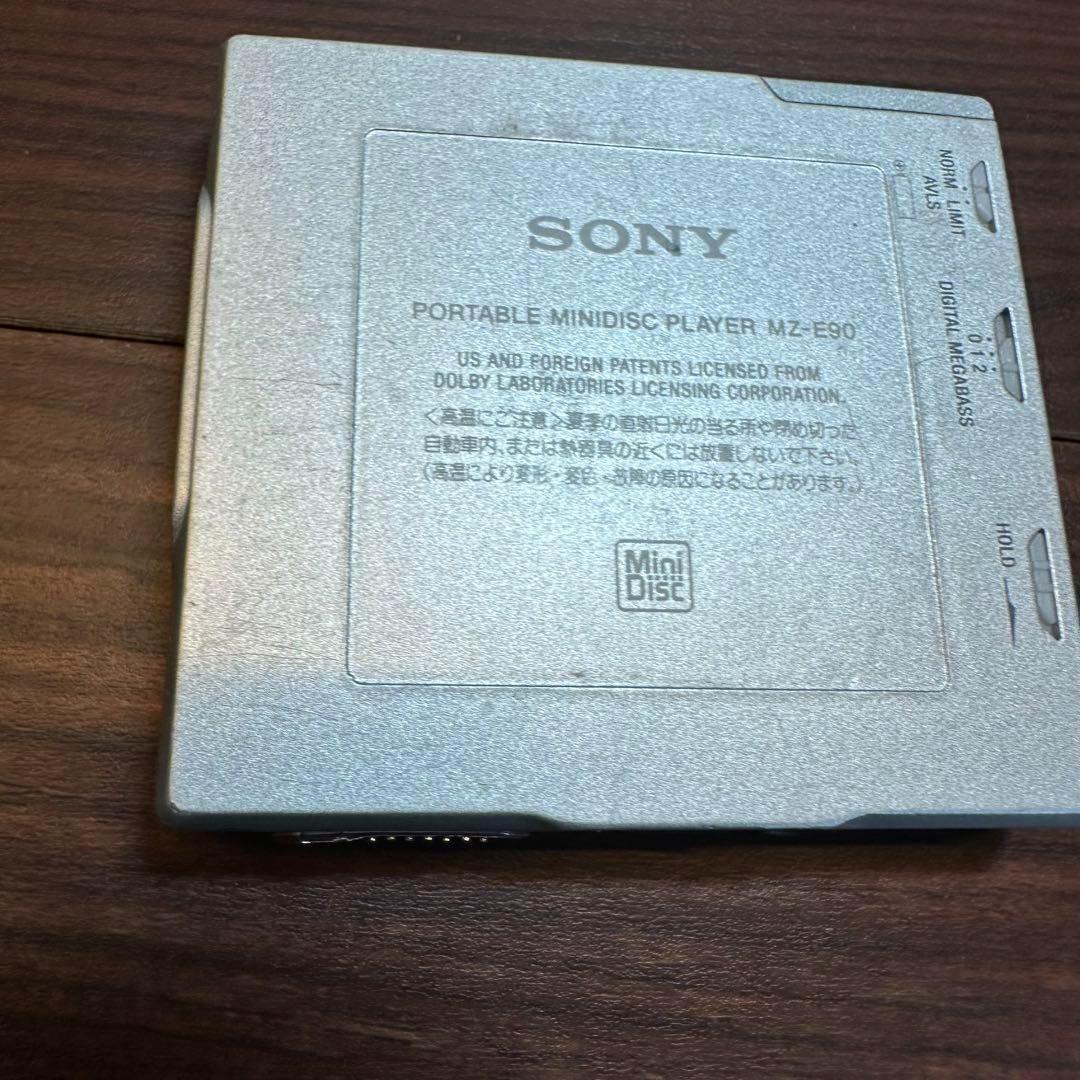 SONY
PORTABLE MINIDISC PLAYER MZ-E90
US AND FOREIGN PATENTS LICENSED FROM
DOLBY LABORATORIES LICENSING CORPORATION.
<高温にご注意>夏季の直射日光の当る所や閉め切った
自動車内、または熱器具の近くには放置しないで下さい。
(高温により変形・変色・故障の原因になることがあります。)
Mini
Disc
NORM LIMIT
AVLS
0 1 2
DIGITAL MEGABASS
HOLD